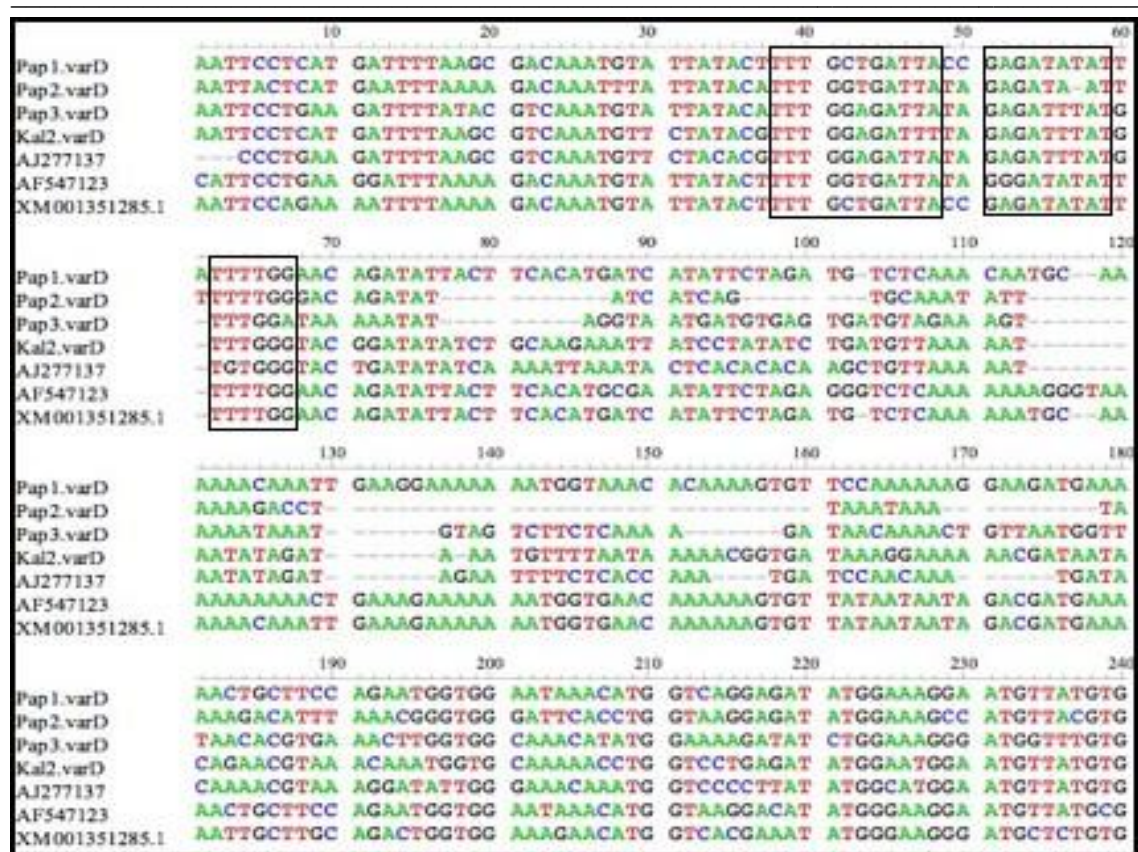 10 20 30 40 50 60
Pap1.varD AATTCCTCAT GATTTTAAGC GACAAATGTA TTATACTTTT GCTGATTACC GAGATATATT
Pap2.varD AATTACTCAT GAATTTAAAA GACAAATTTA TTATACATTT GGTGATTATA GAGATA-ATT
Pap3.varD AATTCCTGAA GATTTTATAC GTCAAATGTA TTATACATTT GGAGATTATA GAGATTTATG
Kal2.varD AATTCCTCAT GATTTTAAGC GTCAAATGTT CTATACGTTT GGAGATTTTA GAGATTTATG
AJ277137 ---CCCTGAA GATTTTAAGC GTCAAATGTT CTACACGTTT GGAGATTATA GAGATTTATG
AF547123 CATTCCTGAA GGATTTAAAA GACAAATGTA TTATACTTTT GGTGATTATA GGGATATATT
XM001351285.1 AATTCCAGAA AATTTTAAAA GACAAATGTA TTATACTTTT GCTGATTACC GAGATATATT
70 80 90 100 110 120
Pap1.varD ATTTTGGAAC AGATATTACT TCACATGATC ATATTCTAGA TG-TCTCAAA CAATGC--AA
Pap2.varD TTTTTGGGAC AGATAT---- -------ATC ATCAG----- ---TGCAAAT ATT-------
Pap3.varD -TTTGGATAA AAATAT---- -----AGGTA ATGATGTGAG TGATGTAGAA AGT-------
Kal2.varD -TTTGGGTAC GGATATATCT GCAAGAAATT ATCCTATATC TGATGTTAAA AAT-------
AJ277137 -TGTGGGTAC TGATATATCA AAATTAAATA CTCACACACA AGCTGTTAAA AAT-------
AF547123 -TTTTGGAAC AGATATTACT TCACATGCGA ATATTCTAGA GGGTCTCAAA AAAAGGGTAA
XM001351285.1 -TTTTGGAAC AGATATTACT TCACATGATC ATATTCTAGA TG-TCTCAAA AAATGC--AA
130 140 150 160 170 180
Pap1.varD AAAACAAATT GAAGGAAAAA AATGGTAAAC ACAAAAGTGT TCCAAAAAAG GAAGATGAAA
Pap2.varD AAAAGACCT- ---------- ---------- ---------- TAAATAAA-- --------TA
Pap3.varD AAAATAAAT- ------GTAG TCTTCTCAAA A-------GA TAACAAAACT GTTAATGGTT
Kal2.varD AATATAGAT- ------A-AA TGTTTTAATA AAAACGGTGA TAAAGGAAAA AACGATAATA
AJ277137 AATATAGAT- ------AGAA TTTTCTCACC AAA----TGA TCCAACAAA- -----TGATA
AF547123 AAAAAAAACT GAAAGAAAAA AATGGTGAAC AAAAAAGTGT TATAATAATA GACGATGAAA
XM001351285.1 AAAACAAATT GAAAGAAAAA AATGGTGAAC AAAAAAGTGT TATAATAATA GACGATGAAA
190 200 210 220 230 240
Pap1.varD AACTGCTTCC AGAATGGTGG AATAAACATG GTCAGGAGAT ATGGAAAGGA ATGTTATGTG
Pap2.varD AAAGACATTT AAACGGGTGG GATTCACCTG GTAAGGAGAT ATGGAAAGCC ATGTTACGTG
Pap3.varD TAACACGTGA AACTTGGTGG CAAACATATG GAAAAGATAT CTGGAAAGGG ATGGTTTGTG
Kal2.varD CAGAACGTAA ACAAATGGTGC CAAAAACCTG GTCCTGAGAT ATGGAATGGA ATGTTATGTG
AJ277137 CAAAACGTAA AGGATATTGG GAAACAAATG GTCCCCTTAT ATGGCATGGA ATGTTATGTG
AF547123 AACTGCTTCC AGAATGGTGG AATAAACATG GTAAGGACAT ATGGGAAGGA ATGTTATGCG
XM001351285.1 AATTGCTTGC AGACTGGTGG AAAGAACATG GTCACGAAAT ATGGGAAGGG ATGCTCTGTG